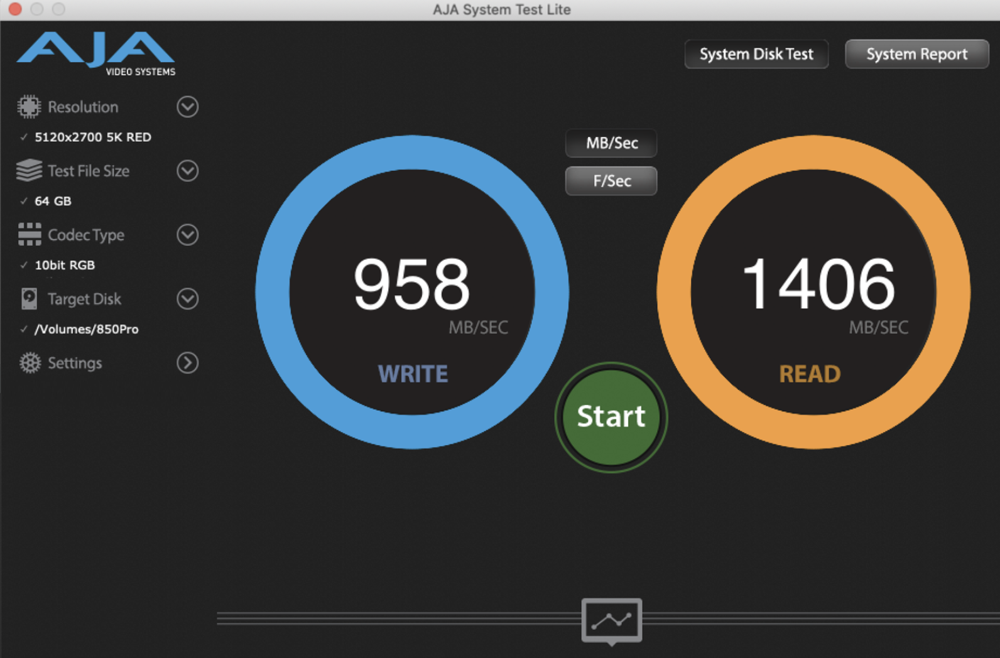 AJA System Test Lite
AJA
VIDEO SYSTEMS
System Disk Test
System Report
Resolution
5120x2700 5K RED
Test File Size
64 GB
Codec Type
10bit RGB
Target Disk
/Volumes/850Pro
Settings
MB/Sec
F/Sec
958
MB/SEC
WRITE
1406
MB/SEC
READ
Start